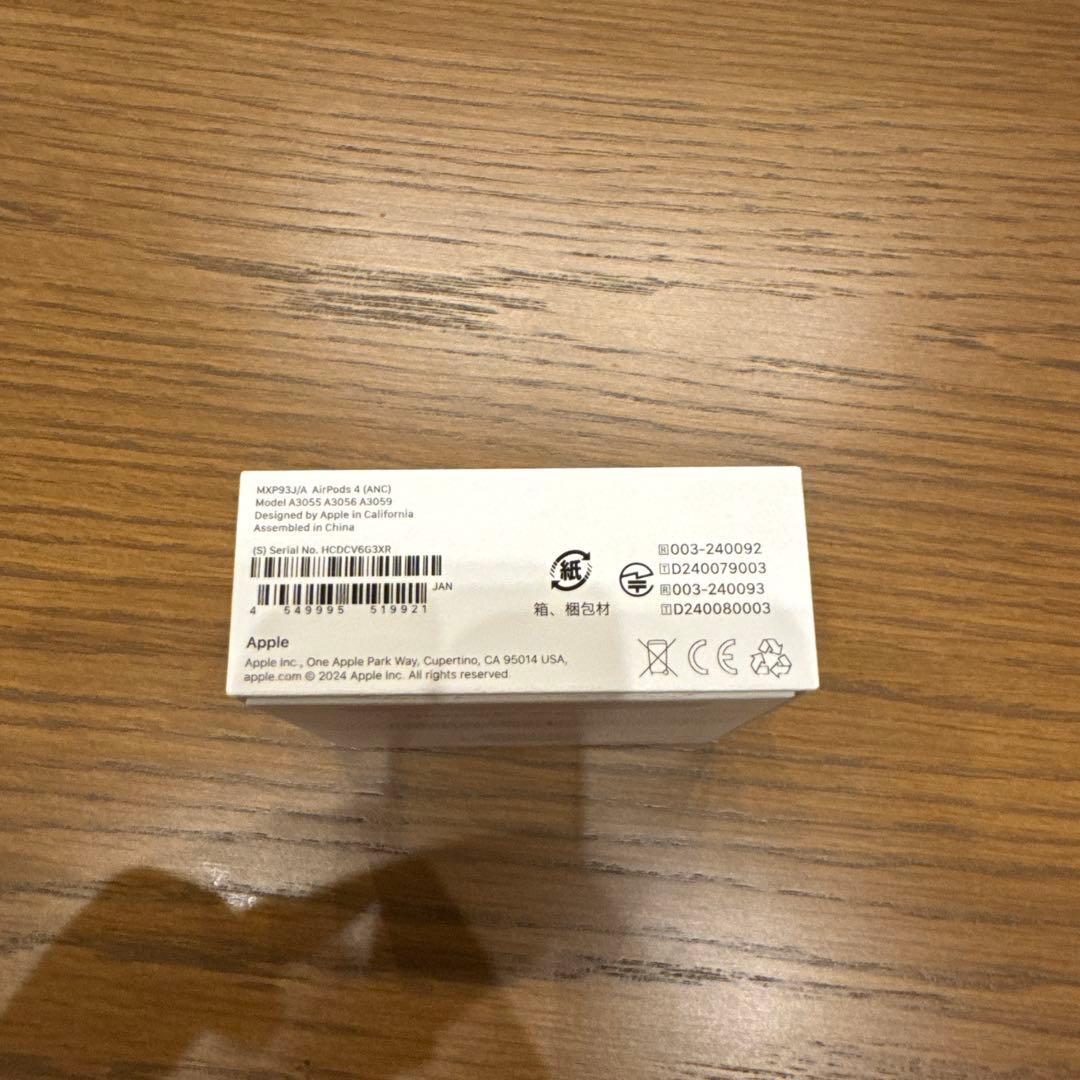 MXP93J/A AirPods 4 (ANC)
Model A3055 A3056 A3059
Designed by Apple in California
Assembled in China
(S) Serial No. HCDCV6G3XR
JAN
4 549995 519921
紙
箱、梱包材
R 003-240092
T D240079003
R 003-240093
T D240080003
Apple
Apple Inc., One Apple Park Way, Cupertino, CA 95014 USA,
apple.com © 2024 Apple Inc. All rights reserved.
CE